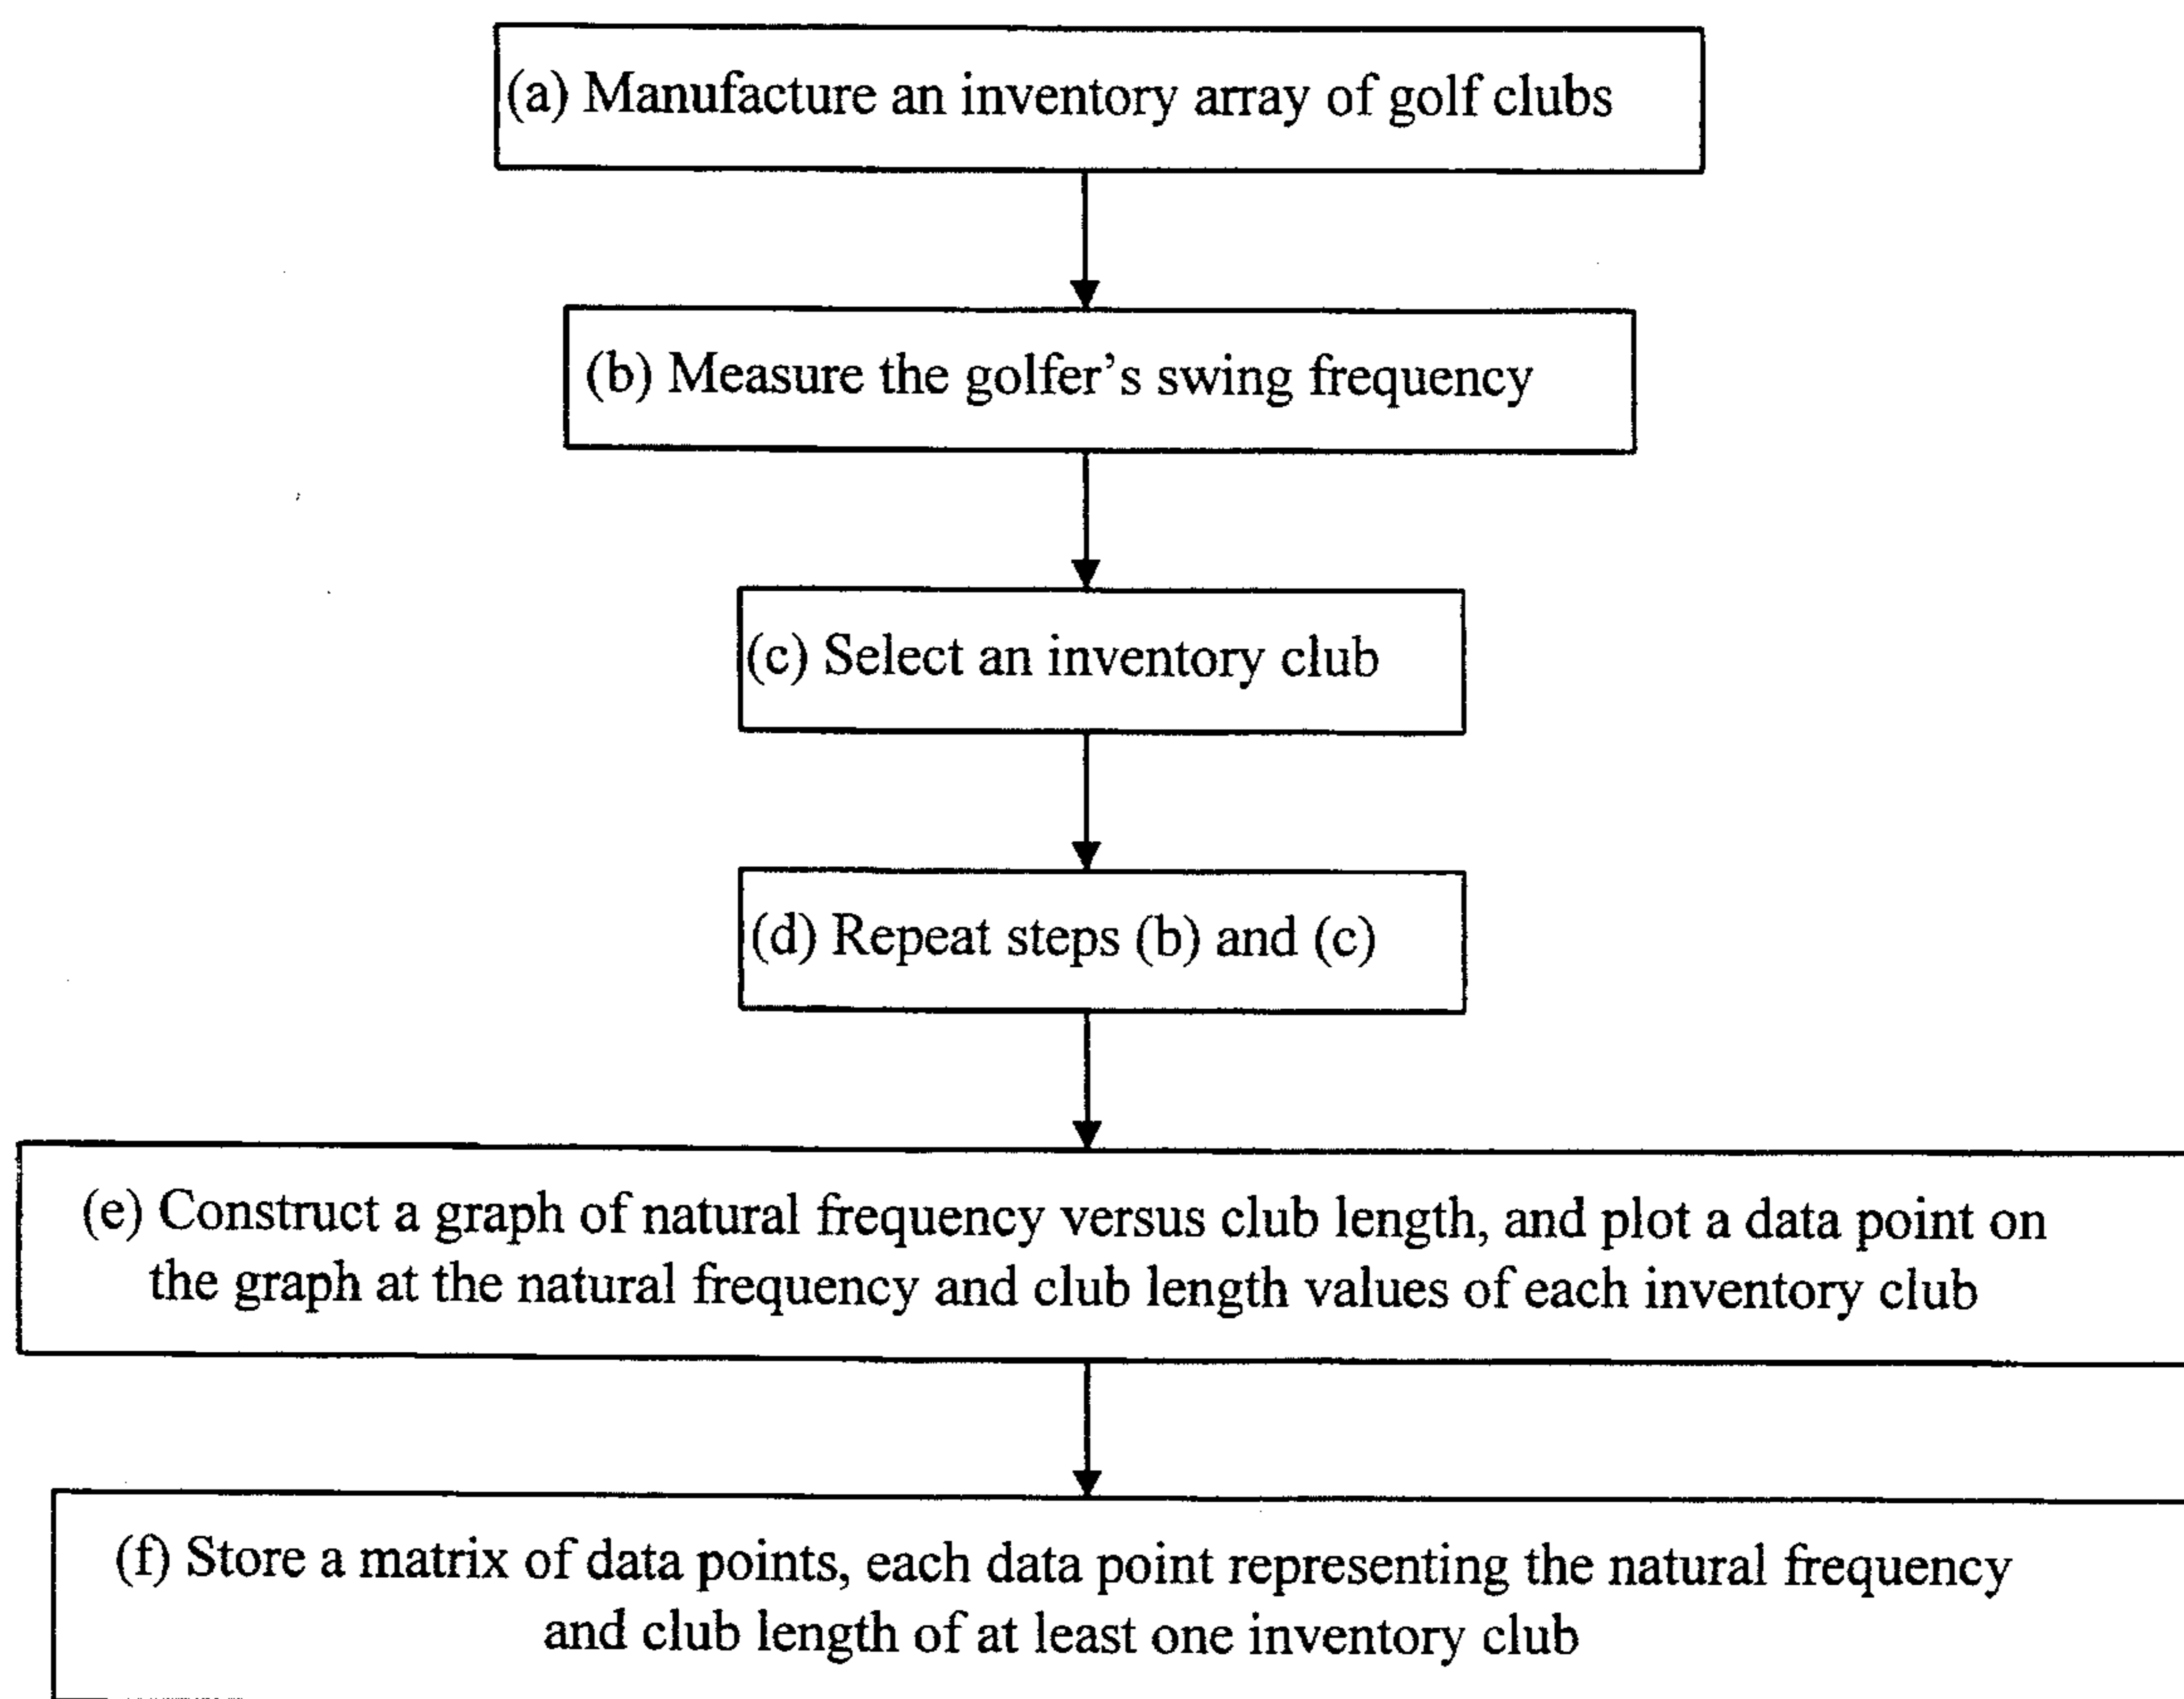 (a) Manufacture an inventory array of golf clubs
(b) Measure the golfer’s swing frequency
(c) Select an inventory club
(d) Repeat steps (b) and (c)
(e) Construct a graph of natural frequency versus club length, and plot a data point on
the graph at the natural frequency and club length values of each inventory club
(f) Store a matrix of data points, each data point representing the natural frequency
and club length of at least one inventory club